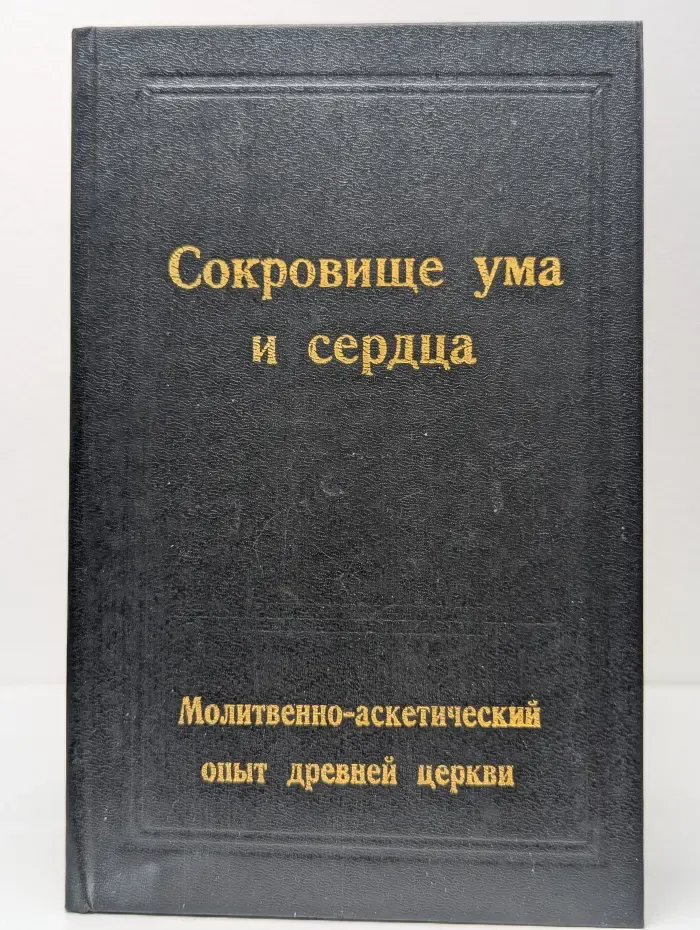 Сокровище ума
и сердца
Молитвенно-аскетический
опыт древней церкви